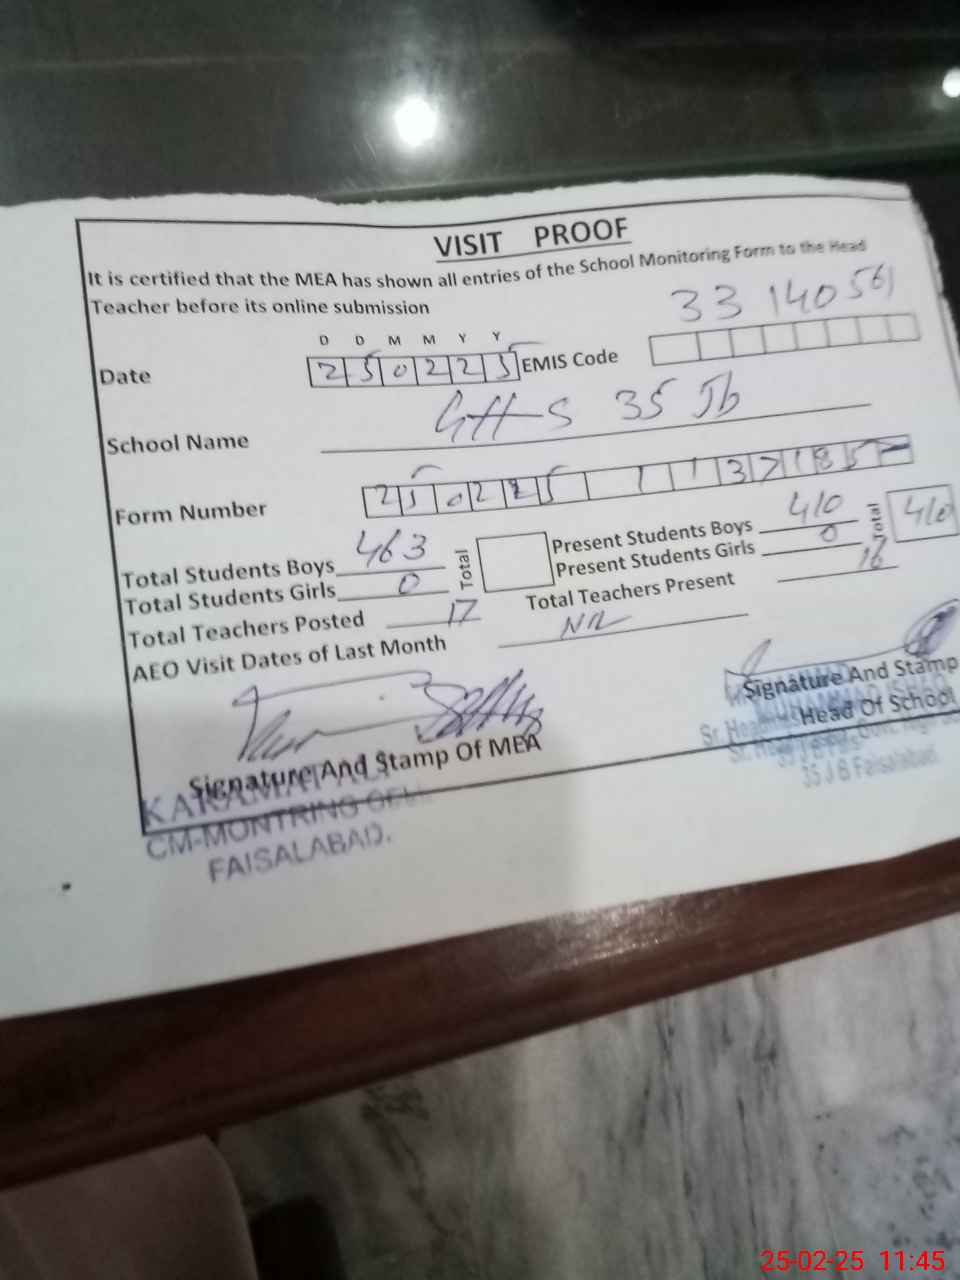 VISIT PROOF
It is certified that the MEA has shown all entries of the School Monitoring Form to the Head
Teacher before its online submission
33140561
D D M M Y Y
Date 250225 EMIS Code
School Name GHS 35 Jb
Form Number 250225 1 1 37185
Total Students Boys 463 Total Present Students Boys 410 Total 410
Total Students Girls 0 Present Students Girls 0
Total Teachers Posted 17 Total Teachers Present 16
AEO Visit Dates of Last Month Nil
Signature And Stamp Of MEA
Signature And Stamp
Head Of School
35 J B Faisalabad
CM-MONTRING
FAISALABAD.
25-02-25 11:45